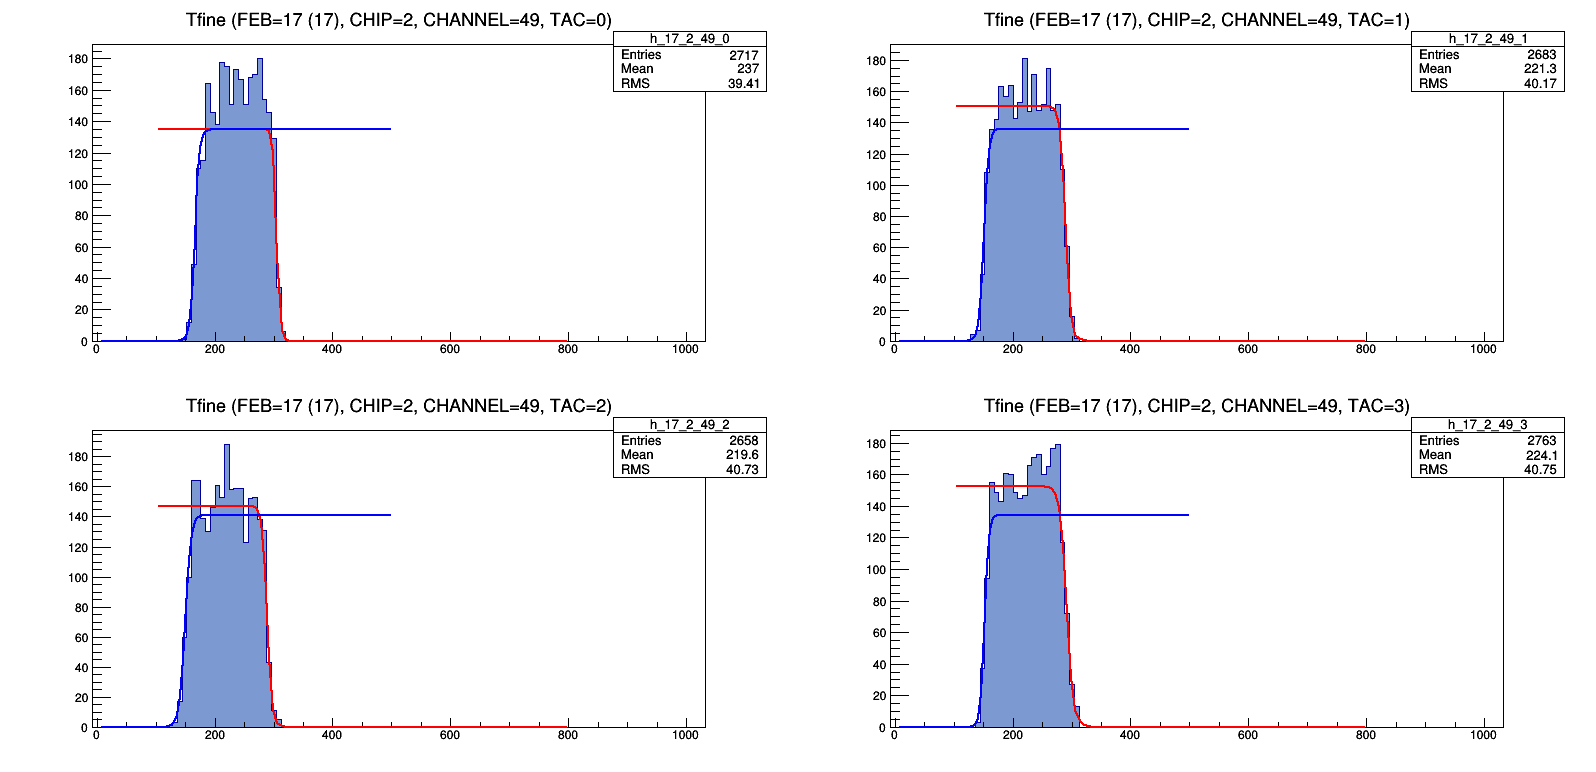 Tfine (FEB=17 (17), CHIP=2, CHANNEL=49, TAC=0)
h_17_2_49_0
Entries 2717
Mean 237
RMS 39.41
180
160
140
120
100
80
60
40
20
0
0 200 400 600 800 1000
Tfine (FEB=17 (17), CHIP=2, CHANNEL=49, TAC=1)
h_17_2_49_1
Entries 2683
Mean 221.3
RMS 40.17
180
160
140
120
100
80
60
40
20
0
0 200 400 600 800 1000
Tfine (FEB=17 (17), CHIP=2, CHANNEL=49, TAC=2)
h_17_2_49_2
Entries 2658
Mean 219.6
RMS 40.73
180
160
140
120
100
80
60
40
20
0
0 200 400 600 800 1000
Tfine (FEB=17 (17), CHIP=2, CHANNEL=49, TAC=3)
h_17_2_49_3
Entries 2763
Mean 224.1
RMS 40.75
180
160
140
120
100
80
60
40
20
0
0 200 400 600 800 1000